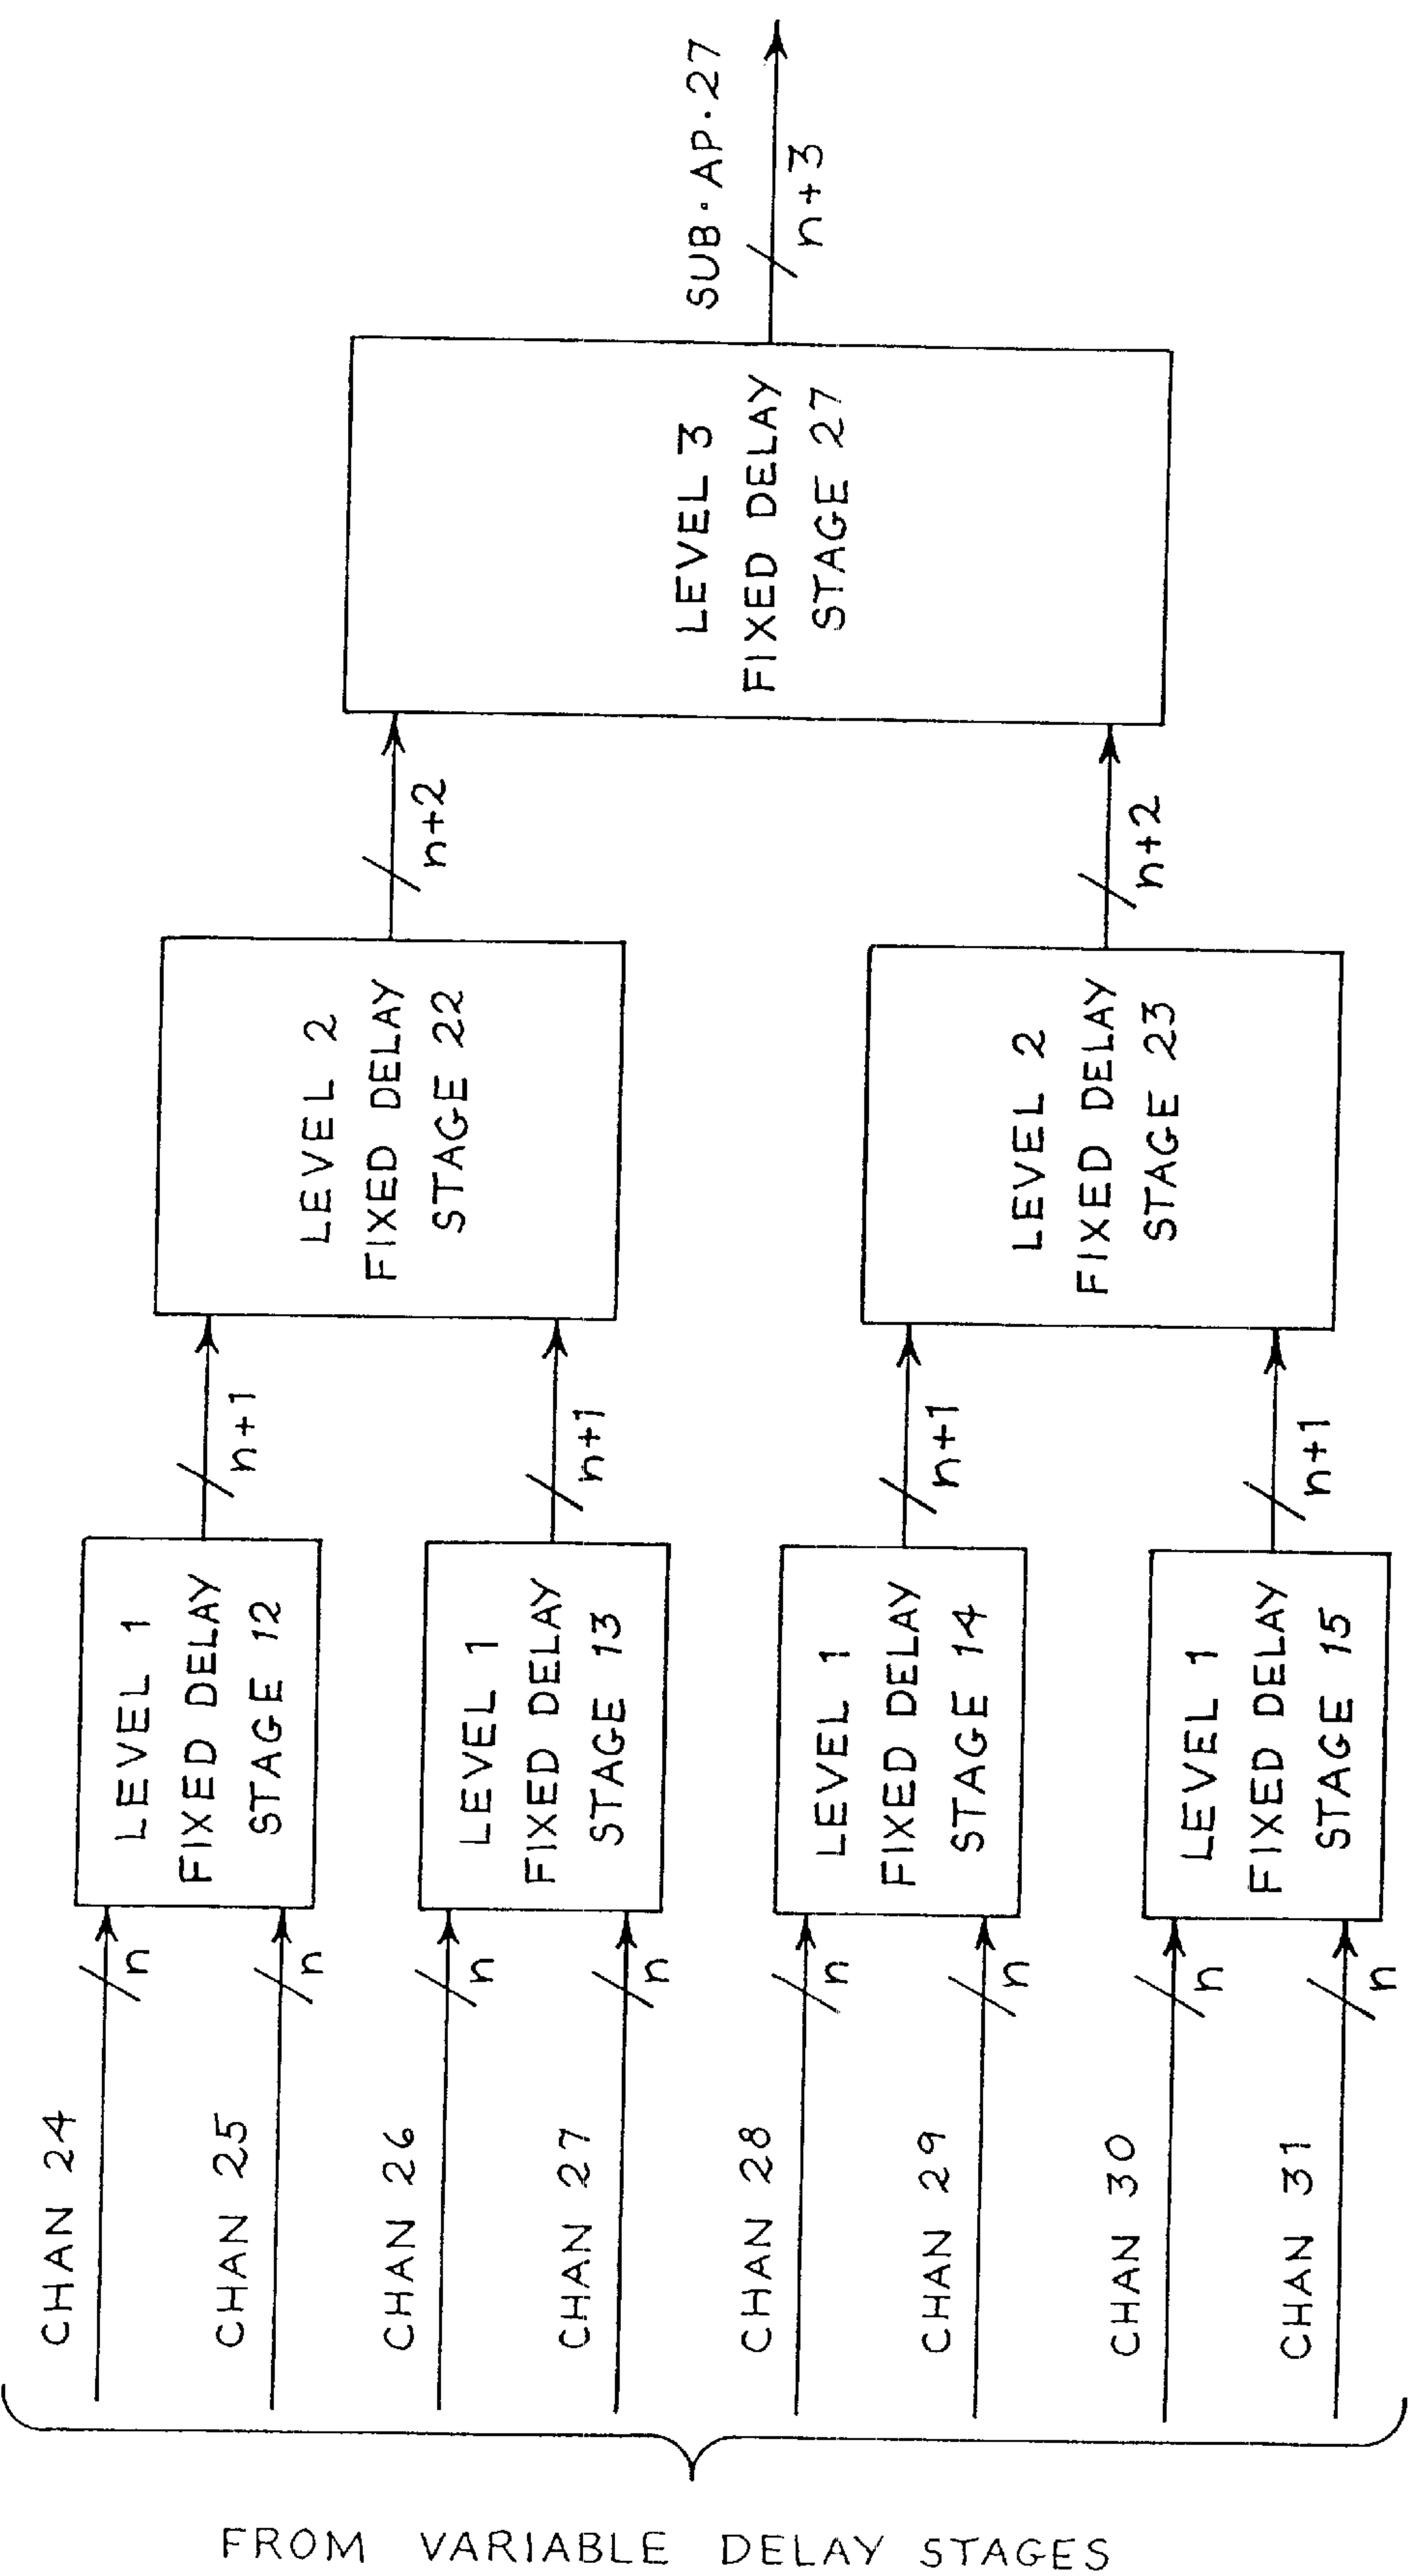 FROM VARIABLE DELAY STAGES
CHAN 24
n
CHAN 25
n
CHAN 26
n
CHAN 27
n
CHAN 28
n
CHAN 29
n
CHAN 30
n
CHAN 31
n
LEVEL 1
FIXED DELAY
STAGE 12
n+1
LEVEL 1
FIXED DELAY
STAGE 13
n+1
LEVEL 1
FIXED DELAY
STAGE 14
n+1
LEVEL 1
FIXED DELAY
STAGE 15
n+1
LEVEL 2
FIXED DELAY
STAGE 22
n+2
LEVEL 2
FIXED DELAY
STAGE 23
n+2
LEVEL 3
FIXED DELAY
STAGE 27
SUB·AP·27
n+3